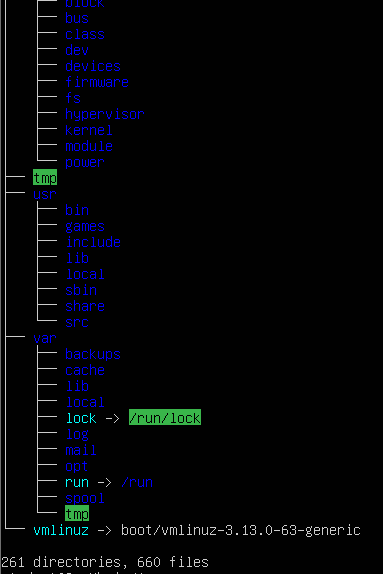 block
bus
class
dev
devices
firmware
fs
hypervisor
kernel
module
power
tmp
usr
bin
games
include
lib
local
sbin
share
src
var
backups
cache
lib
local
lock -> /run/lock
log
mail
opt
run -> /run
spool
tmp
vmlinuz -> boot/vmlinuz-3.13.0-63-generic
261 directories, 660 files